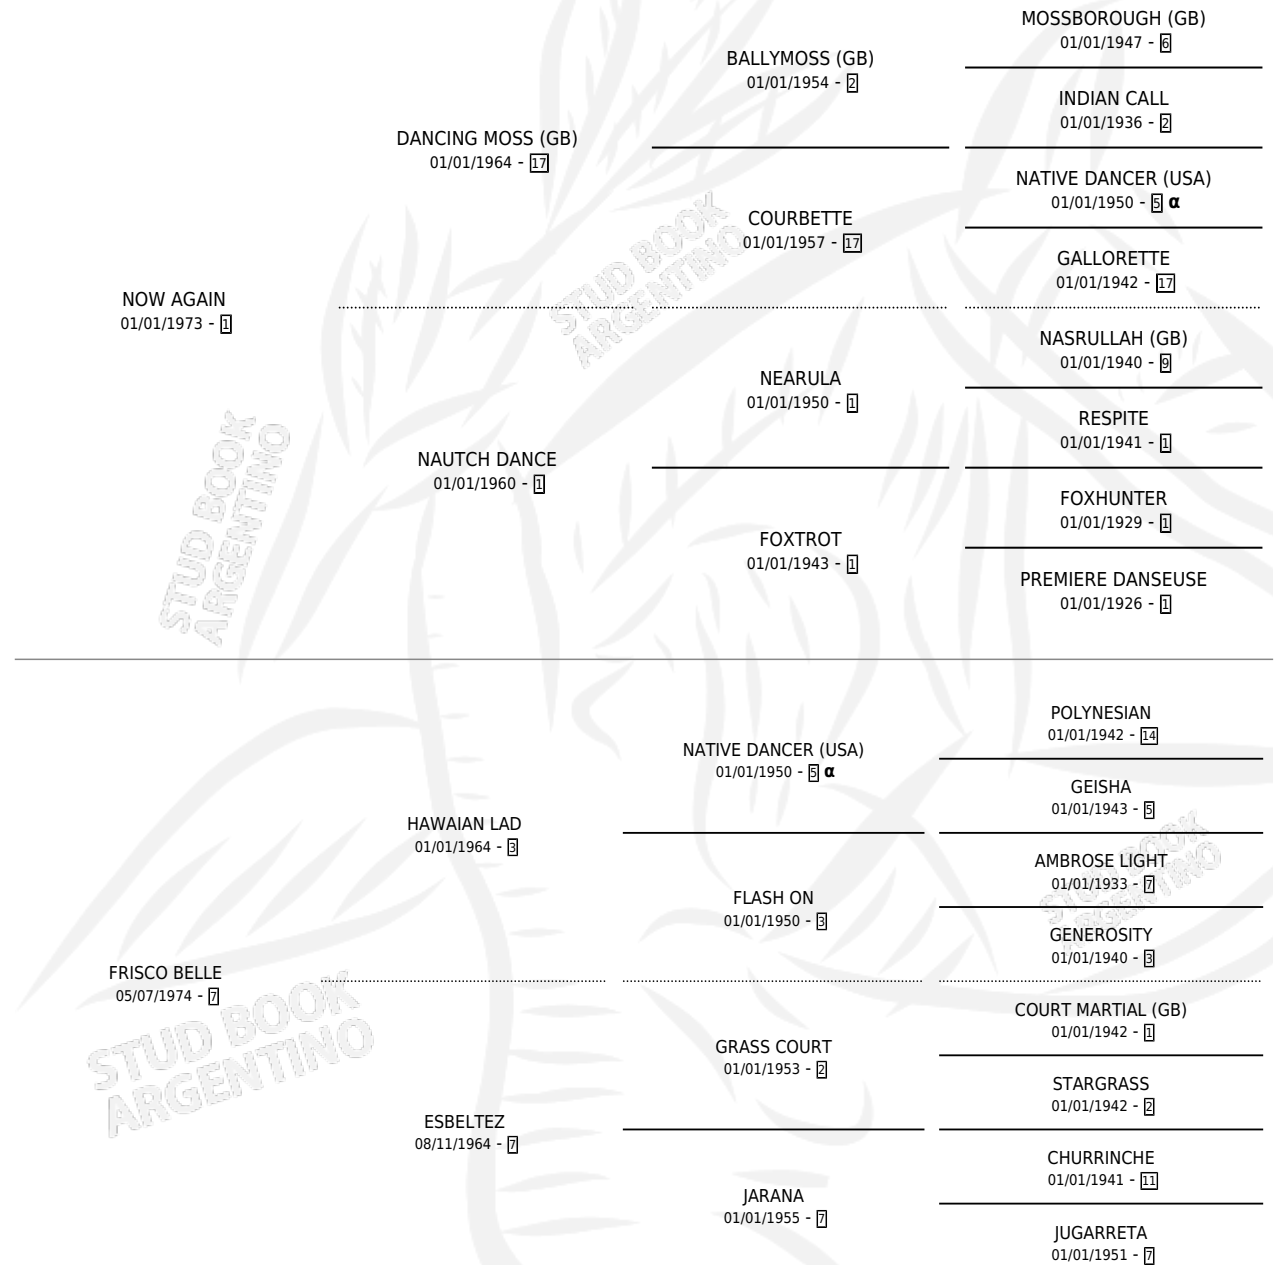 MOSSBOROUGH (GB)
01/01/1947 - 6
BALLYMOSS (GB)
01/01/1954 - 2
INDIAN CALL
01/01/1936 - 2
DANCING MOSS (GB)
01/01/1964 - 17
NATIVE DANCER (USA)
01/01/1950 - 5 α
COURBETTE
01/01/1957 - 17
GALLORETTE
01/01/1942 - 17
STUD BOOK
ARGENTINO
NOW AGAIN
01/01/1973 - 1
NASRULLAH (GB)
01/01/1940 - 9
NEARULA
01/01/1950 - 1
RESPITE
01/01/1941 - 1
NAUTCH DANCE
01/01/1960 - 1
FOXHUNTER
01/01/1929 - 1
FOXTROT
01/01/1943 - 1
PREMIERE DANSEUSE
01/01/1926 - 1
STUD BOOK
ARGENTINO
POLYNESIAN
01/01/1942 - 14
NATIVE DANCER (USA)
01/01/1950 - 5 α
GEISHA
01/01/1943 - 5
HAWAIAN LAD
01/01/1964 - 3
AMBROSE LIGHT
01/01/1933 - 7
FLASH ON
01/01/1950 - 3
GENEROSITY
01/01/1940 - 3
STUD BOOK
ARGENTINO
FRISCO BELLE
05/07/1974 - 7
COURT MARTIAL (GB)
01/01/1942 - 1
GRASS COURT
01/01/1953 - 2
STARGRASS
01/01/1942 - 2
STUD BOOK
ARGENTINO
ESBELTEZ
08/11/1964 - 7
CHURRINCHE
01/01/1941 - 11
JARANA
01/01/1955 - 7
JUGARRETA
01/01/1951 - 7